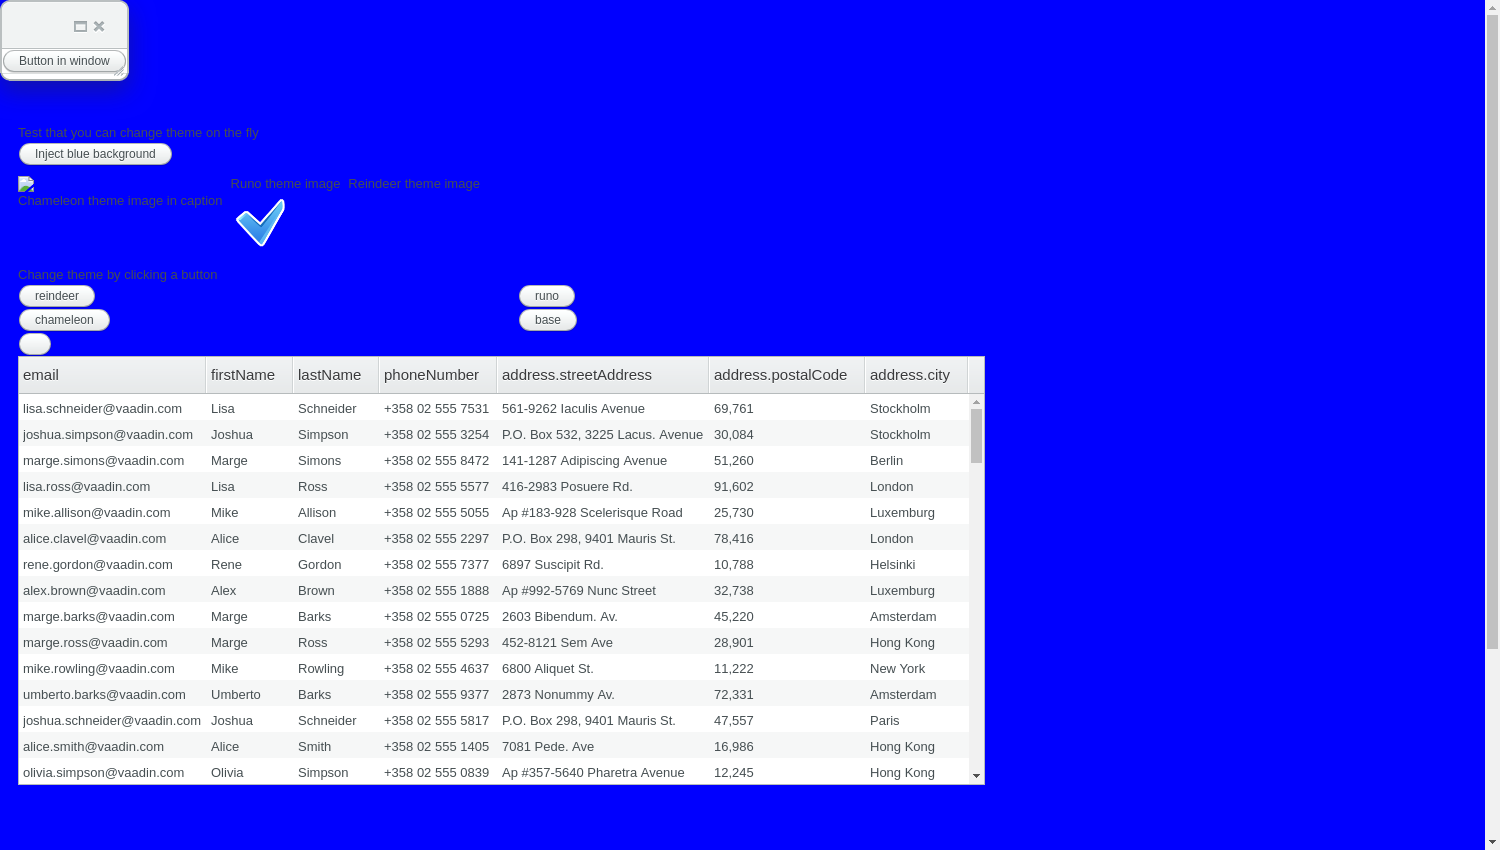 Button in window
Test that you can change theme on the fly
Inject blue background
Runo theme image Reindeer theme image
Chameleon theme image in caption
Change theme by clicking a button
reindeer runo
chameleon base
email firstName lastName phoneNumber address.streetAddress address.postalCode address.city
lisa.schneider@vaadin.com Lisa Schneider +358 02 555 7531 561-9262 Iaculis Avenue 69,761 Stockholm
joshua.simpson@vaadin.com Joshua Simpson +358 02 555 3254 P.O. Box 532, 3225 Lacus. Avenue 30,084 Stockholm
marge.simons@vaadin.com Marge Simons +358 02 555 8472 141-1287 Adipiscing Avenue 51,260 Berlin
lisa.ross@vaadin.com Lisa Ross +358 02 555 5577 416-2983 Posuere Rd. 91,602 London
mike.allison@vaadin.com Mike Allison +358 02 555 5055 Ap #183-928 Scelerisque Road 25,730 Luxemburg
alice.clavel@vaadin.com Alice Clavel +358 02 555 2297 P.O. Box 298, 9401 Mauris St. 78,416 London
rene.gordon@vaadin.com Rene Gordon +358 02 555 7377 6897 Suscipit Rd. 10,788 Helsinki
alex.brown@vaadin.com Alex Brown +358 02 555 1888 Ap #992-5769 Nunc Street 32,738 Luxemburg
marge.barks@vaadin.com Marge Barks +358 02 555 0725 2603 Bibendum. Av. 45,220 Amsterdam
marge.ross@vaadin.com Marge Ross +358 02 555 5293 452-8121 Sem Ave 28,901 Hong Kong
mike.rowling@vaadin.com Mike Rowling +358 02 555 4637 6800 Aliquet St. 11,222 New York
umberto.barks@vaadin.com Umberto Barks +358 02 555 9377 2873 Nonummy Av. 72,331 Amsterdam
joshua.schneider@vaadin.com Joshua Schneider +358 02 555 5817 P.O. Box 298, 9401 Mauris St. 47,557 Paris
alice.smith@vaadin.com Alice Smith +358 02 555 1405 7081 Pede. Ave 16,986 Hong Kong
olivia.simpson@vaadin.com Olivia Simpson +358 02 555 0839 Ap #357-5640 Pharetra Avenue 12,245 Hong Kong